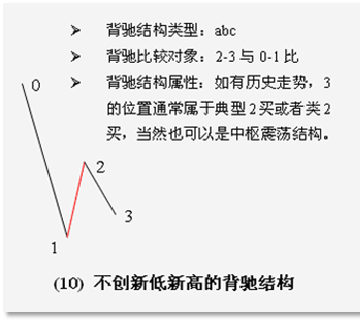 ➤ 背驰结构类型：abc
➤ 背驰比较对象：2-3 与 0-1 比
➤ 背驰结构属性：如有历史走势，3
的位置通常属于典型 2 买或者类 2
买，当然也可以是中枢震荡结构。
0
2
3
1
(10) 不创新低新高的背驰结构